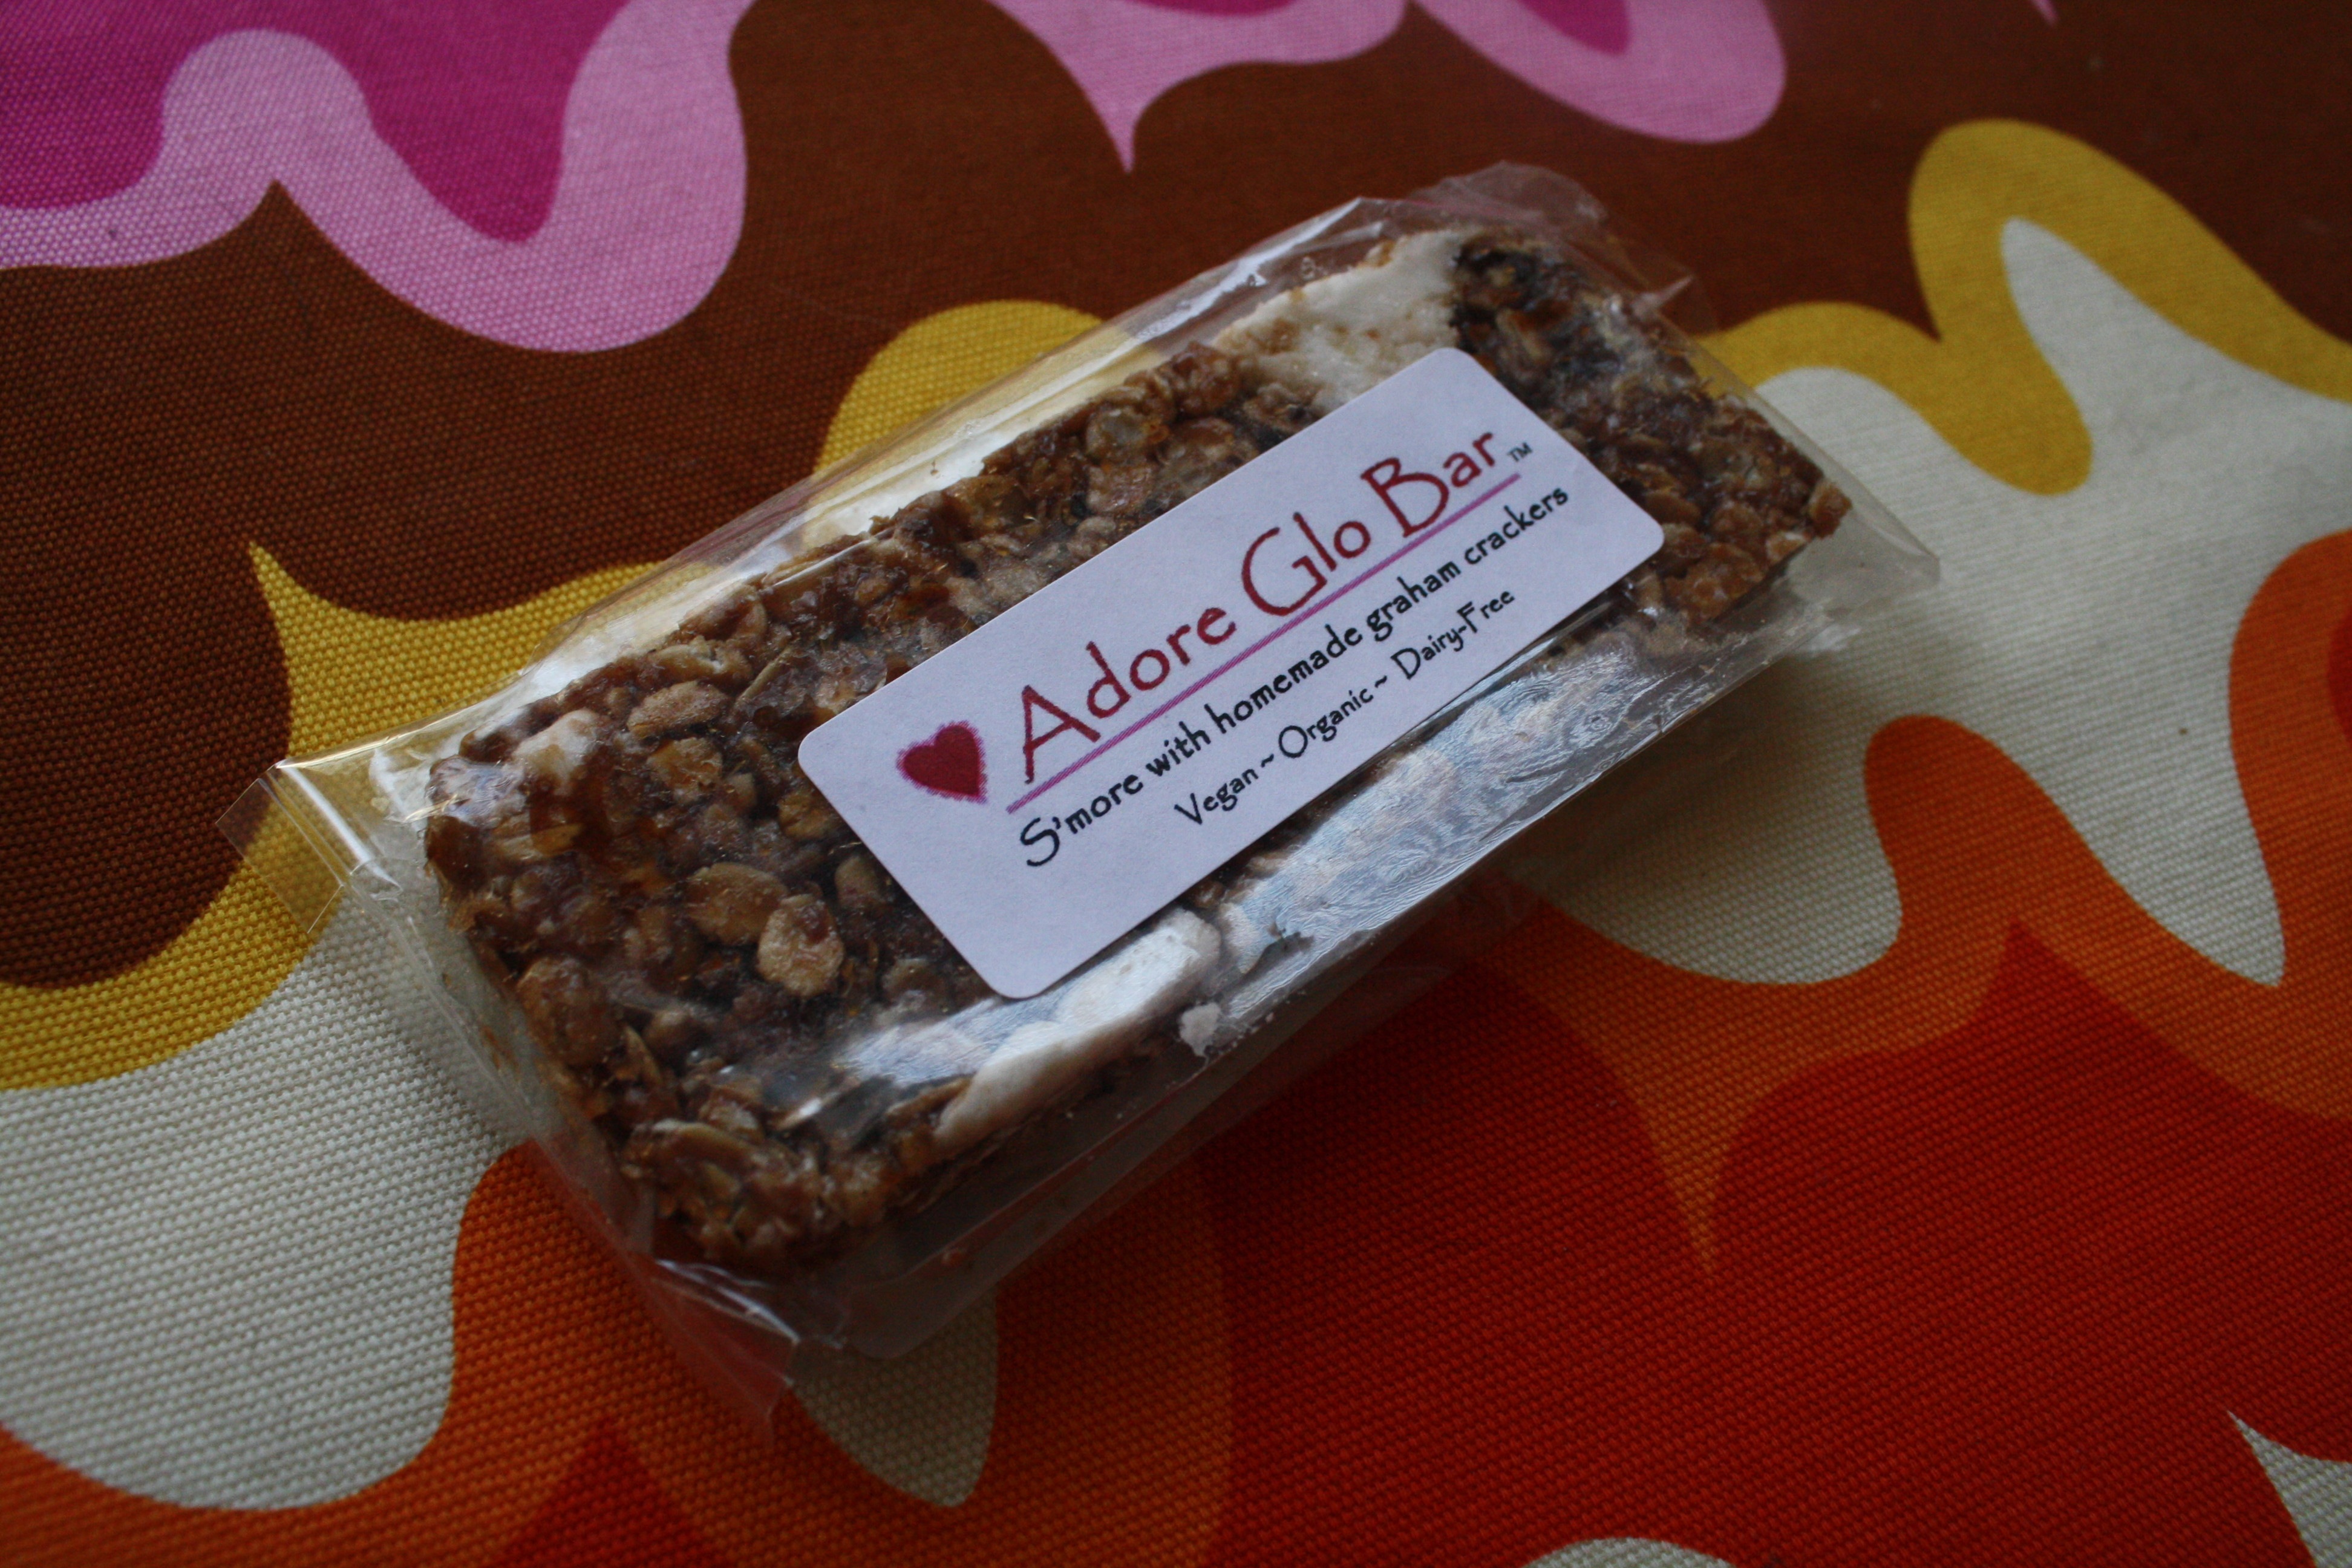 Adore Glo Bar™
S'more with homemade graham crackers
Vegan ~ Organic ~ Dairy-Free